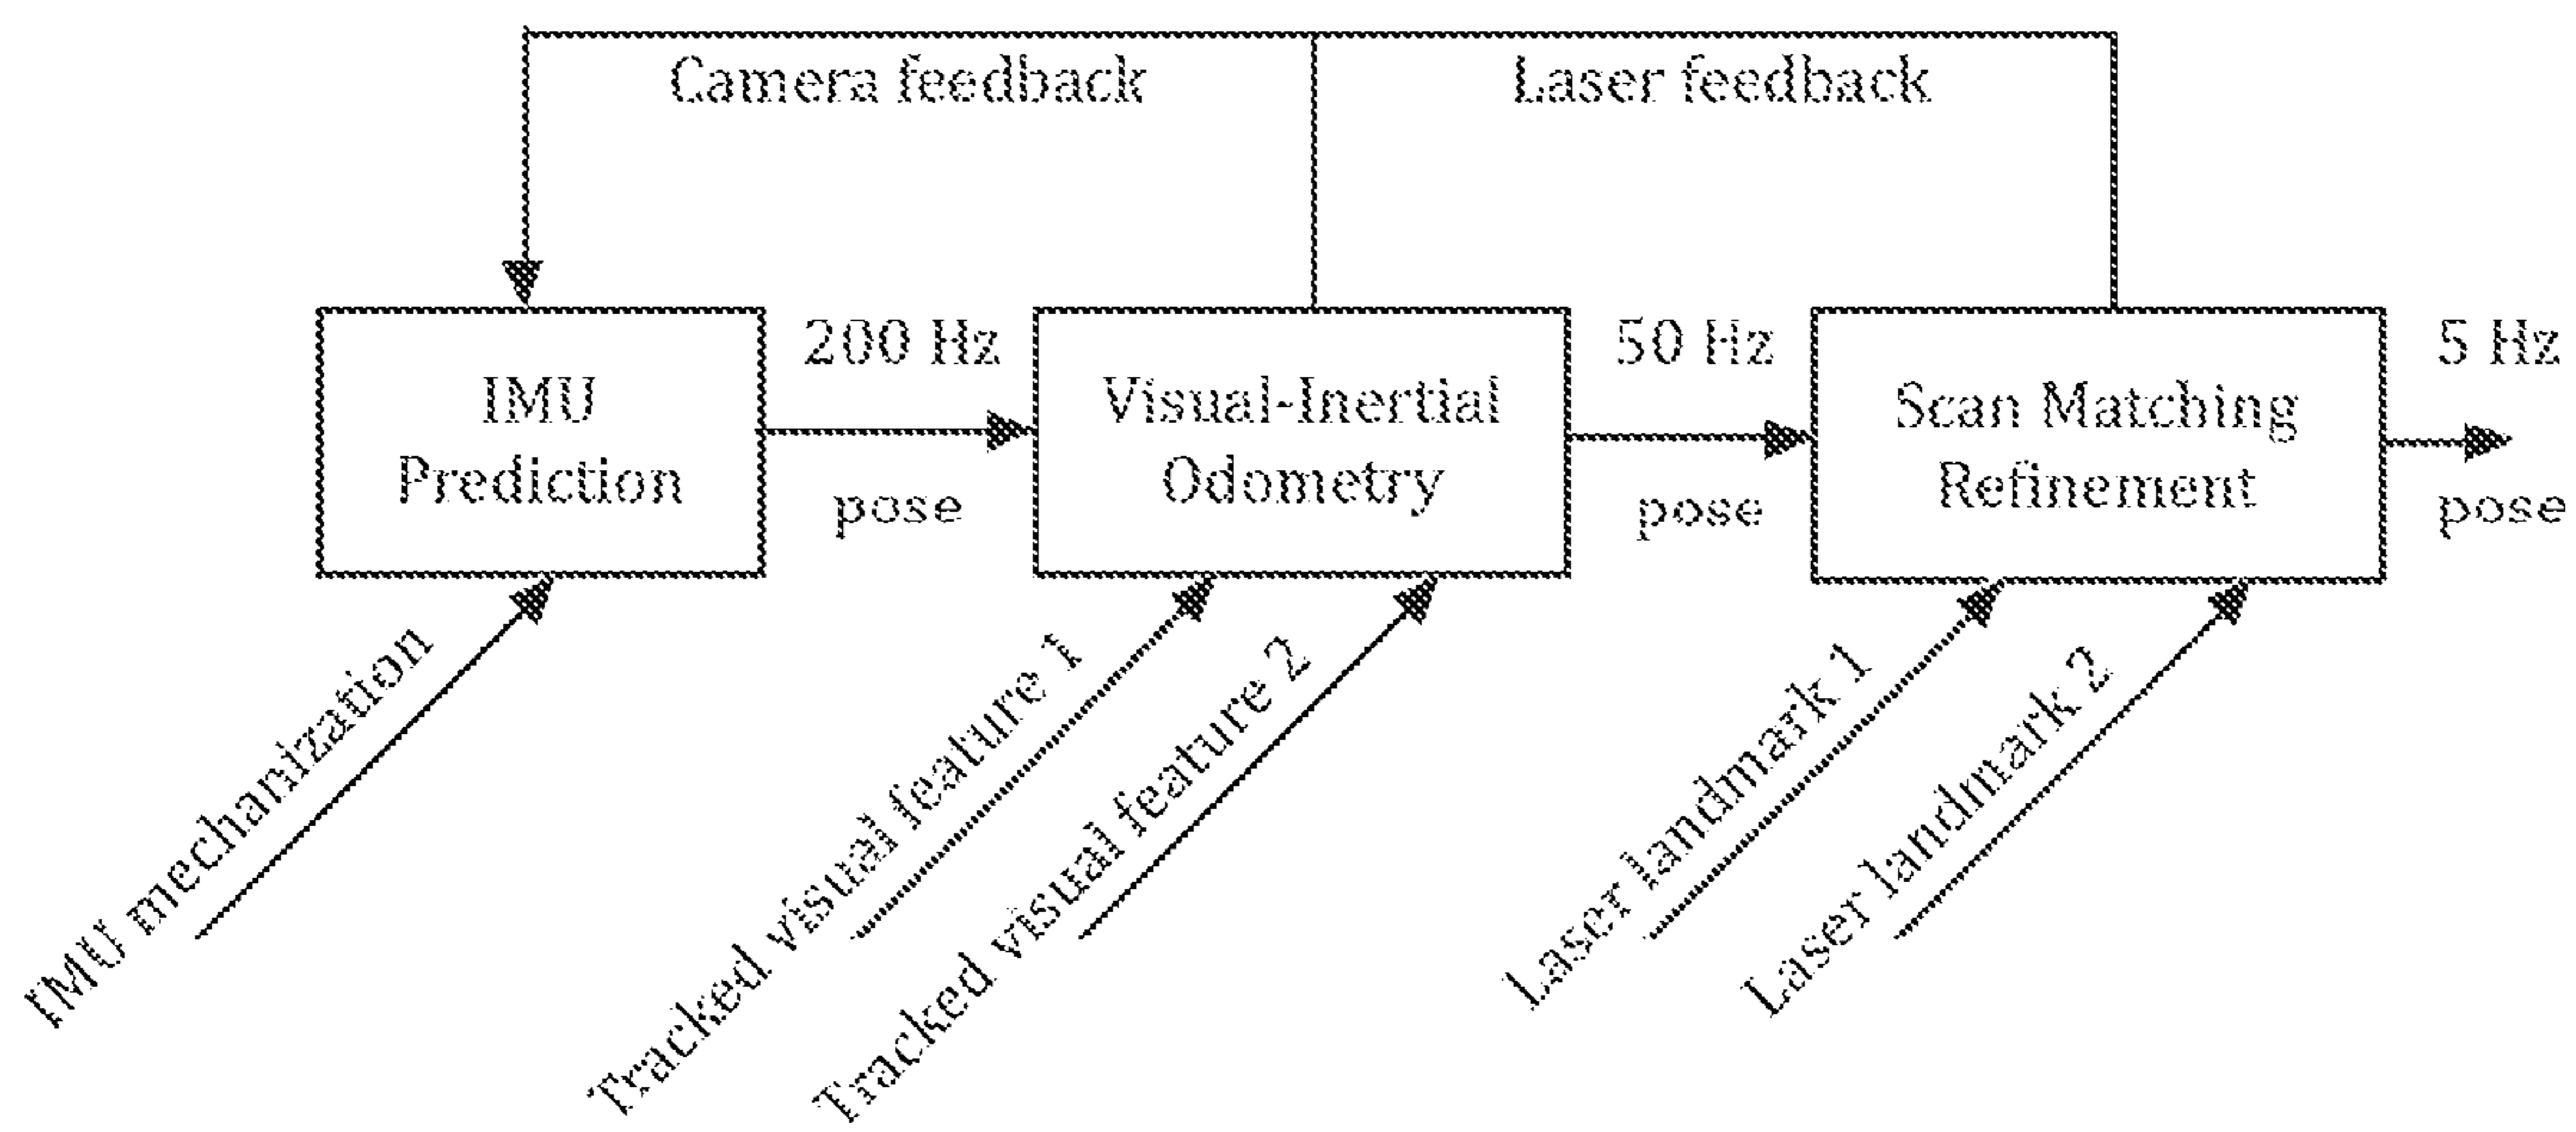 Camera feedback
Laser feedback
IMU
Prediction
200 Hz
pose
Visual-Inertial
Odometry
50 Hz
pose
Scan Matching
Refinement
5 Hz
pose
IMU mechanization
Tracked visual feature 1
Tracked visual feature 2
Laser landmark 1
Laser landmark 2